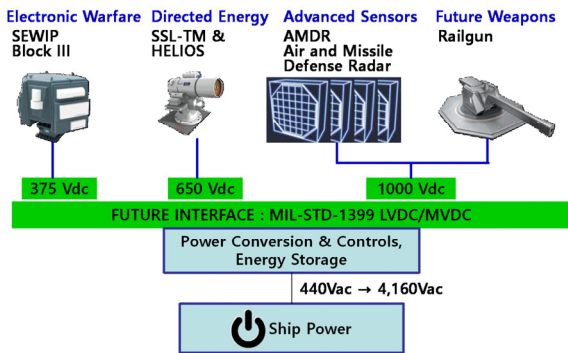 Electronic Warfare
SEWIP
Block III
Directed Energy
SSL-TM &
HELIOS
Advanced Sensors
AMDR
Air and Missile
Defense Radar
Future Weapons
Railgun
375 Vdc
650 Vdc
1000 Vdc
FUTURE INTERFACE : MIL-STD-1399 LVDC/MVDC
Power Conversion & Controls,
Energy Storage
440Vac → 4,160Vac
Ship Power